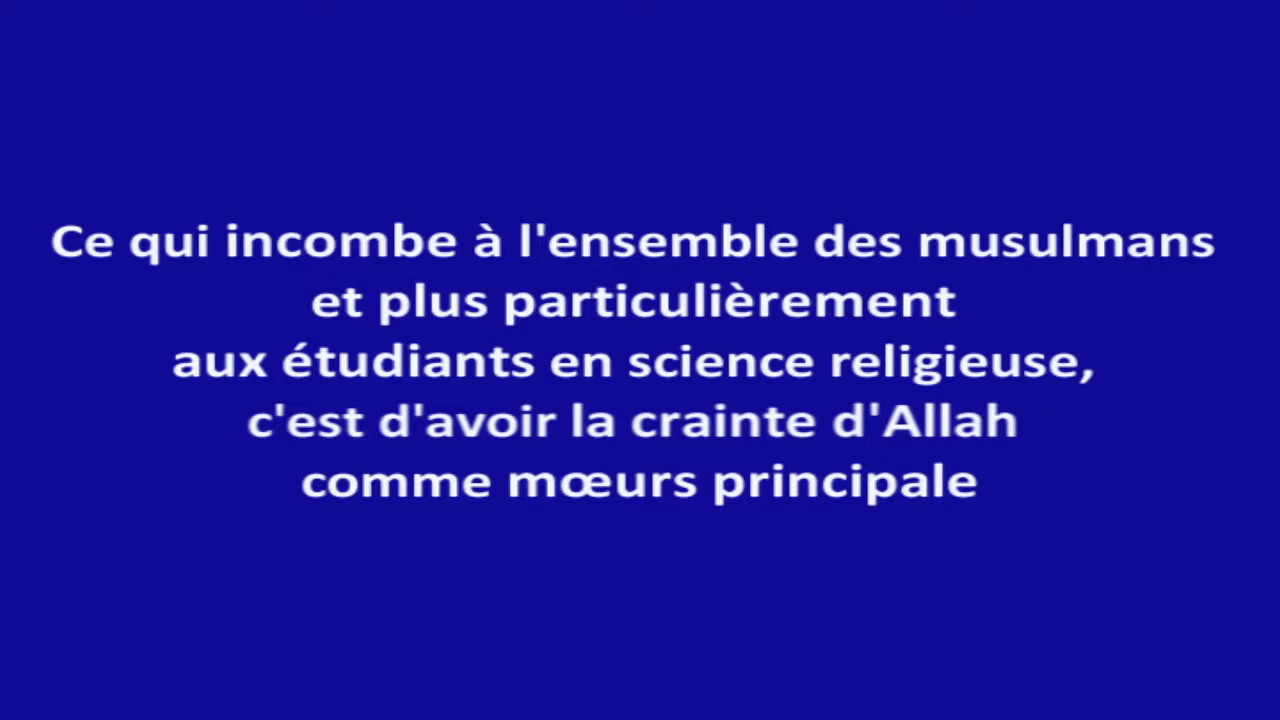 Ce qui incombe à l'ensemble des musulmans
et plus particulièrement
aux étudiants en science religieuse,
c'est d'avoir la crainte d'Allah
comme mœurs principale